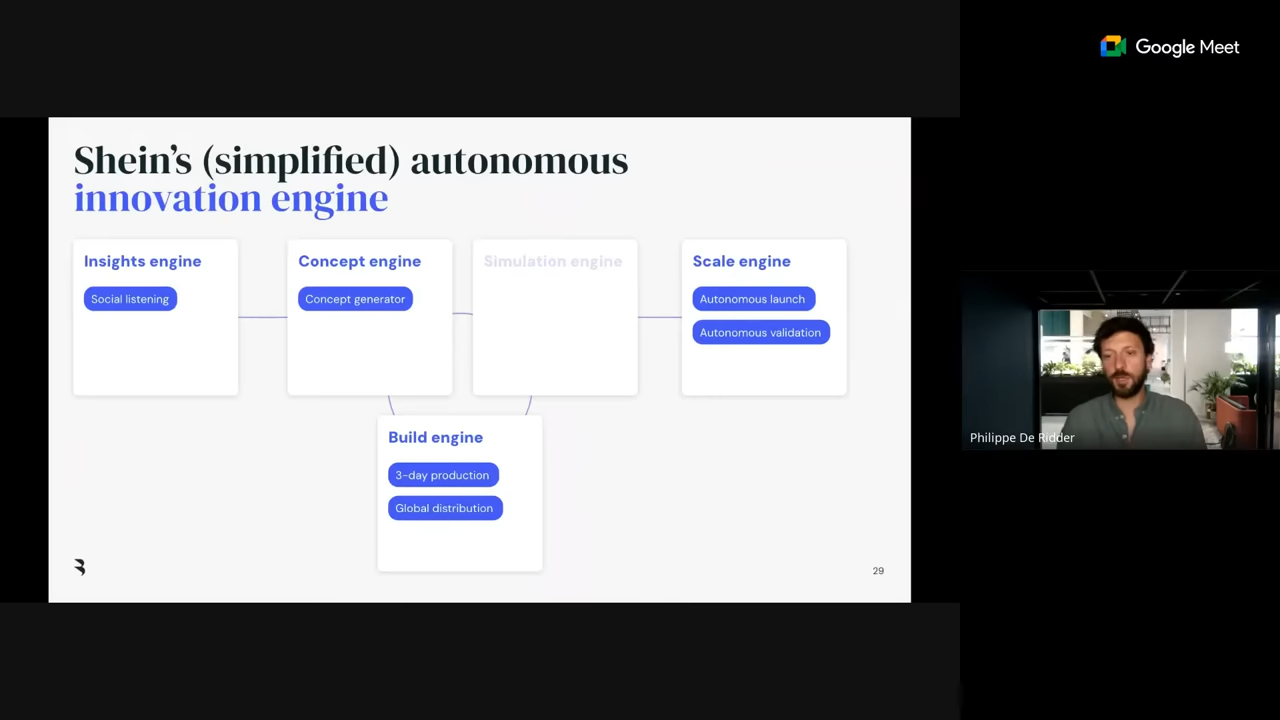 Google Meet
Shein's (simplified) autonomous
innovation engine
Insights engine
Social listening
Concept engine
Concept generator
Simulation engine
Scale engine
Autonomous launch
Autonomous validation
Build engine
3-day production
Global distribution
29
Philippe De Ridder